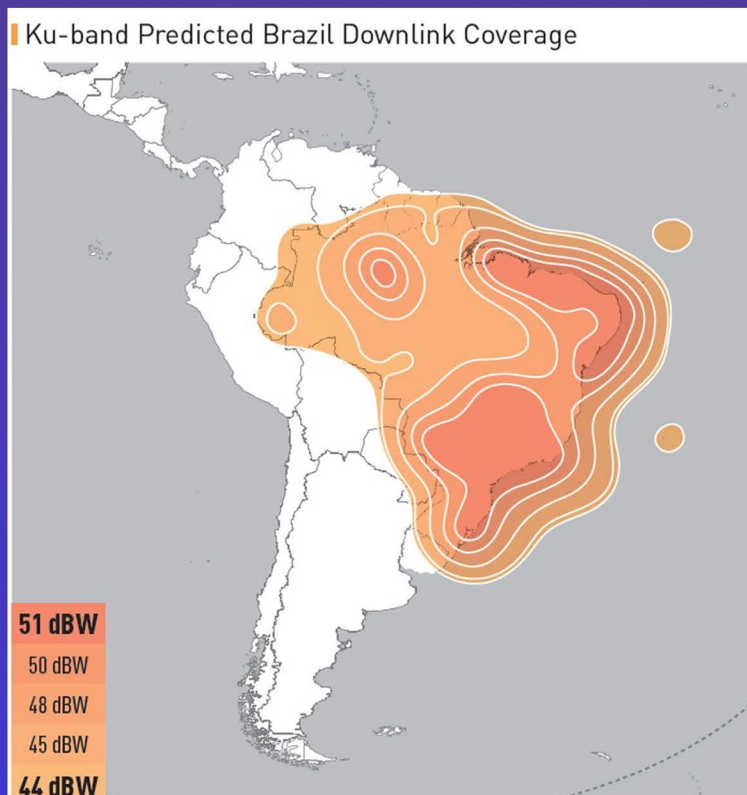 Ku-band Predicted Brazil Downlink Coverage
51 dBW
50 dBW
48 dBW
45 dBW
44 dBW